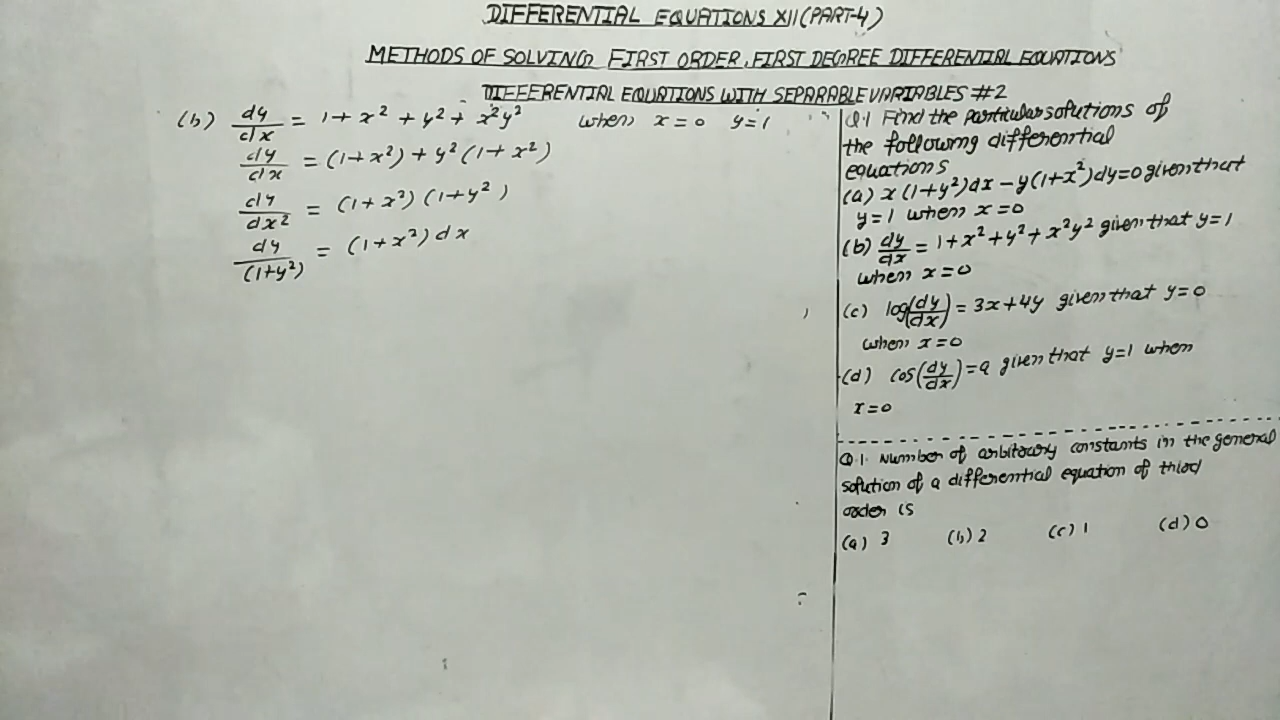 DIFFERENTIAL EQUATIONS XII (PART-4)
METHODS OF SOLVING FIRST ORDER, FIRST DEGREE DIFFERENTIAL EQUATIONS
DIFFERENTIAL EQUATIONS WITH SEPARABLE VARIABLES #2
(b) dy/dx = 1 + x² + y² + x²y² when x = 0 y = 1
dy/dx = (1 + x²) + y² (1 + x²)
dy/dx² = (1 + x²) (1 + y²)
dy/(1+y²) = (1 + x²) dx
Q.1 Find the particular solutions of
the following differential
equations
(a) x(1+y²)dx − y(1+x²)dy = 0 given that
y = 1 when x = 0
(b) dy/dx = 1 + x² + y² + x²y² given that y = 1
when x = 0
(c) log(dy/dx) = 3x + 4y given that y = 0
when x = 0
(d) cos(dy/dx) = a given that y = 1 when
x = 0
Q.1. Number of arbitoary constants in the general
solution of a differential equation of third
order is
(a) 3 (b) 2 (c) 1 (d) 0